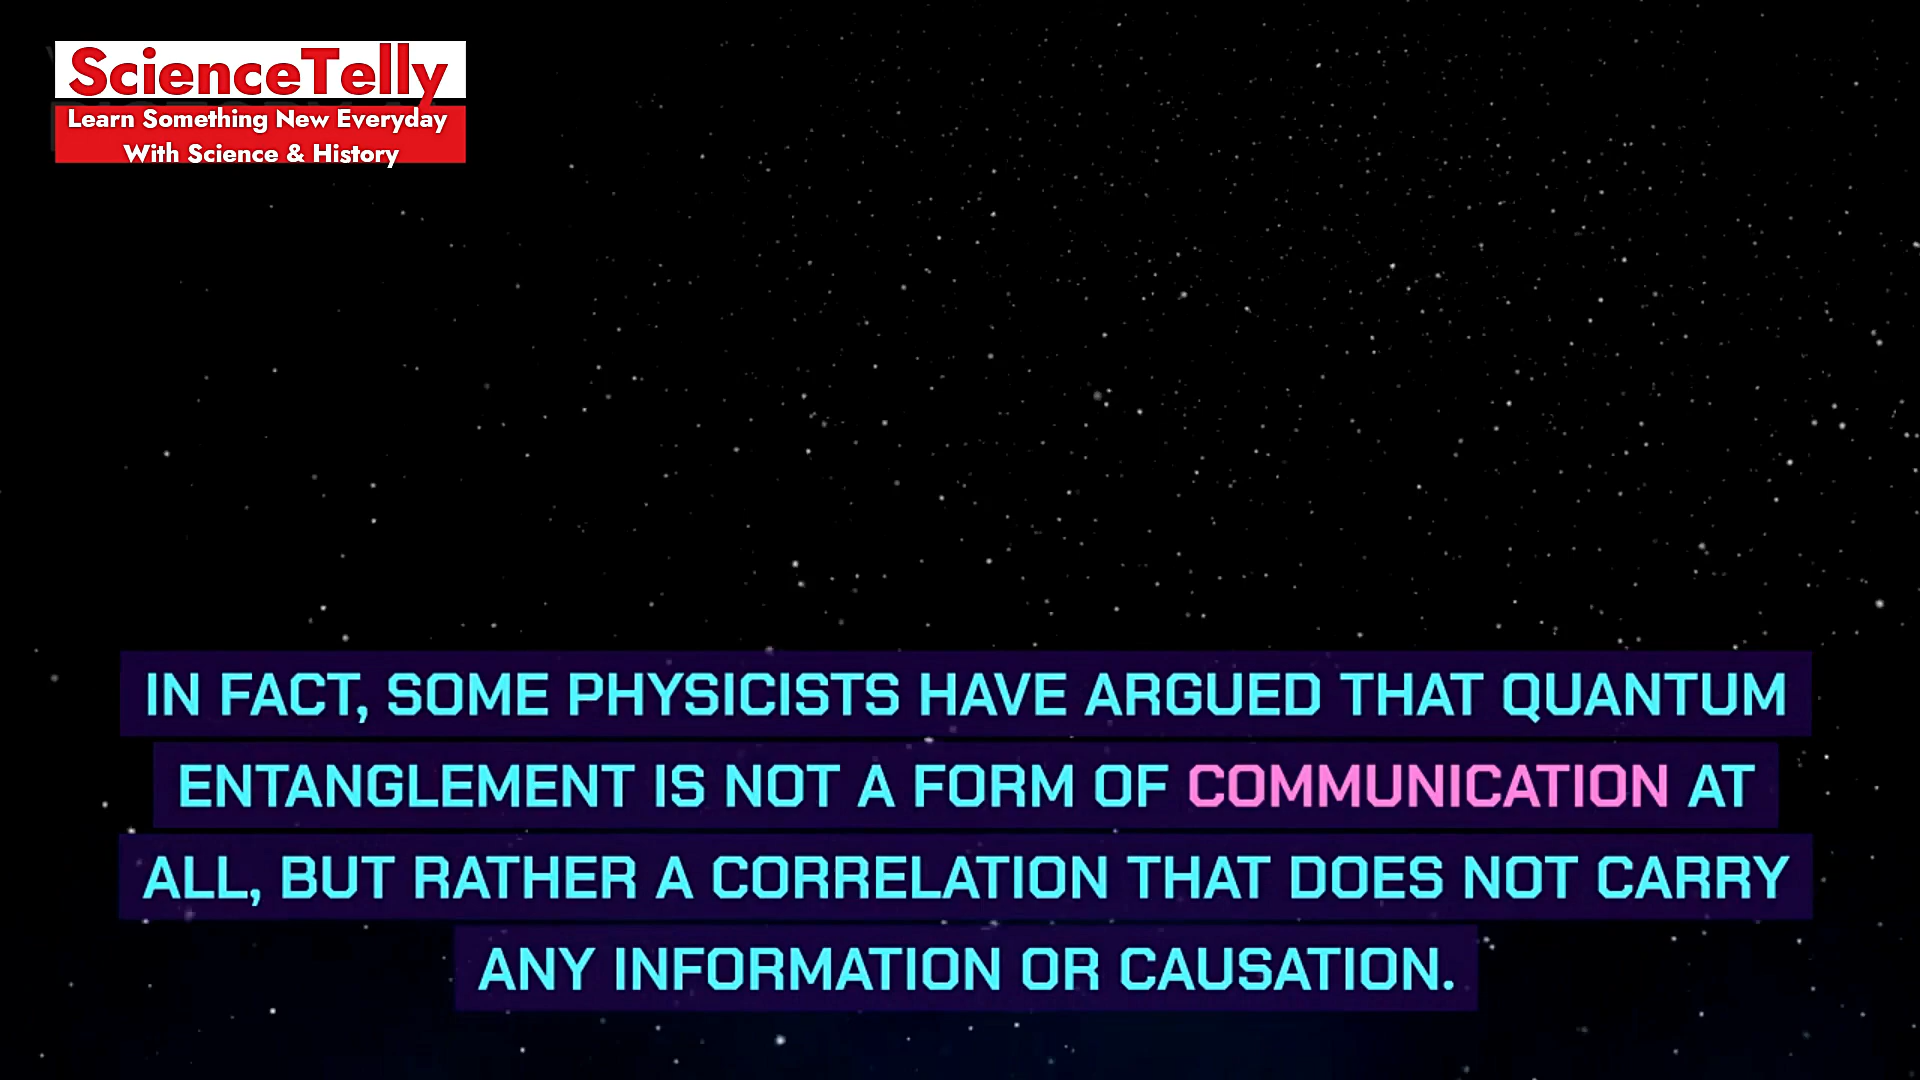 ScienceTelly
Learn Something New Everyday
With Science & History
IN FACT, SOME PHYSICISTS HAVE ARGUED THAT QUANTUM
ENTANGLEMENT IS NOT A FORM OF COMMUNICATION AT
ALL, BUT RATHER A CORRELATION THAT DOES NOT CARRY
ANY INFORMATION OR CAUSATION.